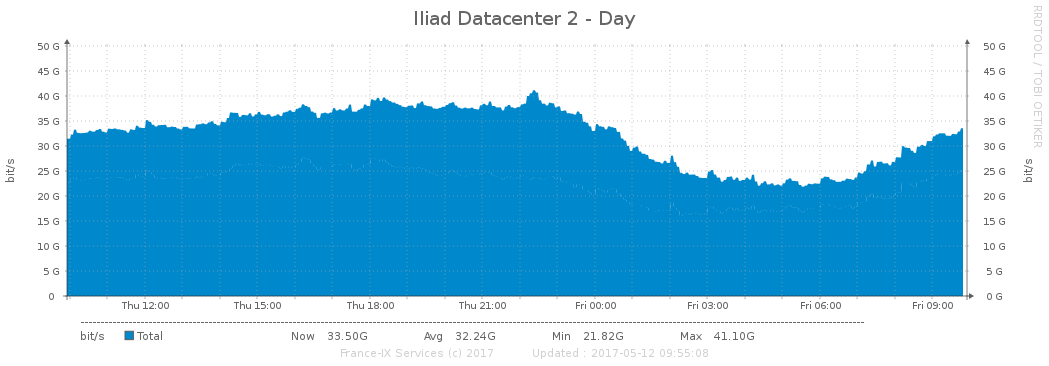 Iliad Datacenter 2 - Day
RRDTOOL / TOBI OETIKER
bit/s
50 G
45 G
40 G
35 G
30 G
25 G
20 G
15 G
10 G
5 G
0
50 G
45 G
40 G
35 G
30 G
25 G
20 G
15 G
10 G
5 G
0 G
bit/s
Thu 12:00 Thu 15:00 Thu 18:00 Thu 21:00 Fri 00:00 Fri 03:00 Fri 06:00 Fri 09:00
bit/s Total Now 33.50G Avg 32.24G Min 21.82G Max 41.10G
France-IX Services (c) 2017 Updated : 2017-05-12 09:55:08